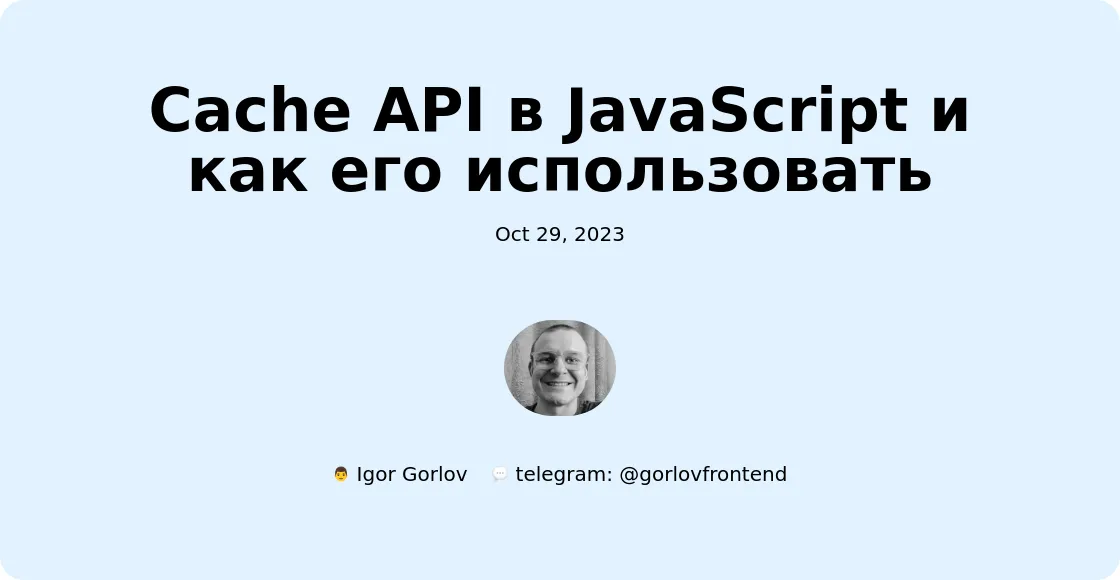 Cache API в JavaScript и
как его использовать
Oct 29, 2023
Igor Gorlov telegram: @gorlovfrontend